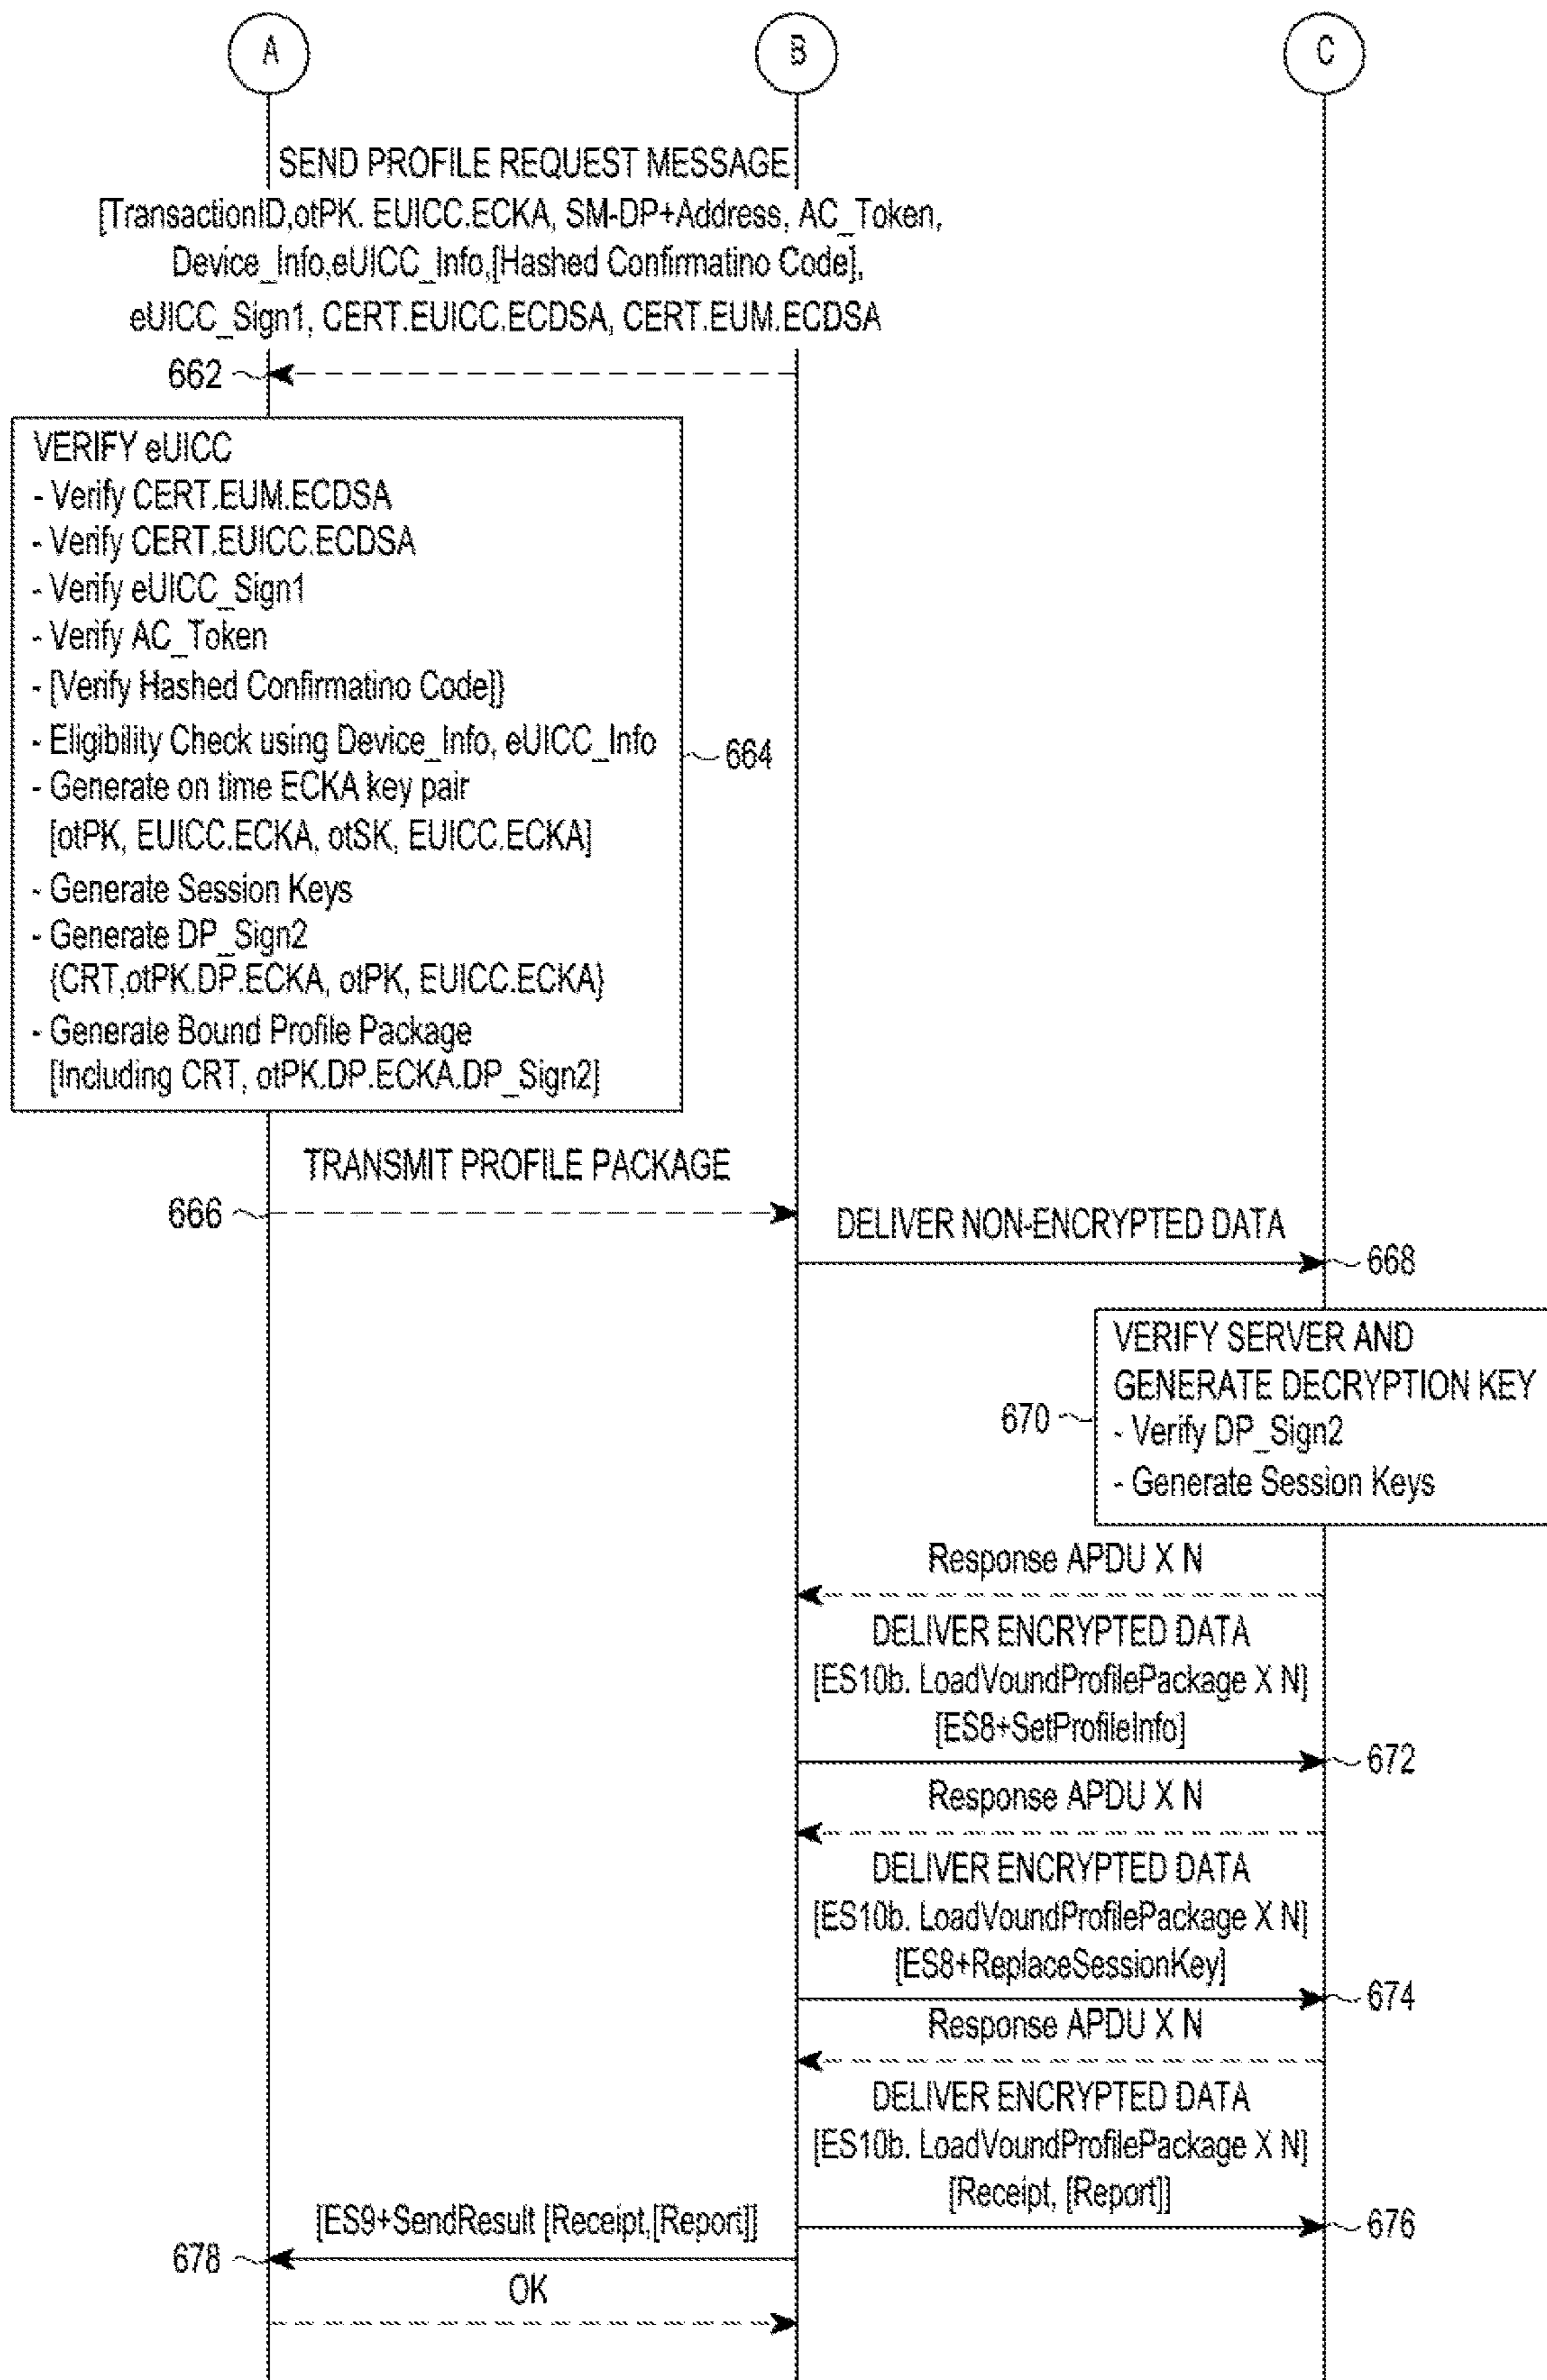 A
B
C
SEND PROFILE REQUEST MESSAGE
[TransactionID,otPK. EUICC.ECKA, SM-DP+Address, AC_Token,
Device_Info,eUICC_Info,[Hashed Confirmatino Code],
eUICC_Sign1, CERT.EUICC.ECDSA, CERT.EUM.ECDSA
662
VERIFY eUICC
- Verify CERT.EUM.ECDSA
- Verify CERT.EUICC.ECDSA
- Verify eUICC_Sign1
- Verify AC_Token
- [Verify Hashed Confirmatino Code]}
- Eligibility Check using Device_Info, eUICC_Info
- Generate on time ECKA key pair
[otPK, EUICC.ECKA, otSK, EUICC.ECKA]
- Generate Session Keys
- Generate DP_Sign2
{CRT,otPK.DP.ECKA, otPK, EUICC.ECKA}
- Generate Bound Profile Package
[Including CRT, otPK.DP.ECKA.DP_Sign2]
664
TRANSMIT PROFILE PACKAGE
666
DELIVER NON-ENCRYPTED DATA
668
VERIFY SERVER AND
GENERATE DECRYPTION KEY
- Verify DP_Sign2
- Generate Session Keys
670
Response APDU X N
DELIVER ENCRYPTED DATA
[ES10b. LoadVoundProfilePackage X N]
[ES8+SetProfileInfo]
672
Response APDU X N
DELIVER ENCRYPTED DATA
[ES10b. LoadVoundProfilePackage X N]
[ES8+ReplaceSessionKey]
674
Response APDU X N
DELIVER ENCRYPTED DATA
[ES10b. LoadVoundProfilePackage X N]
[Receipt, [Report]]
676
[ES9+SendResult [Receipt,[Report]}
678
OK